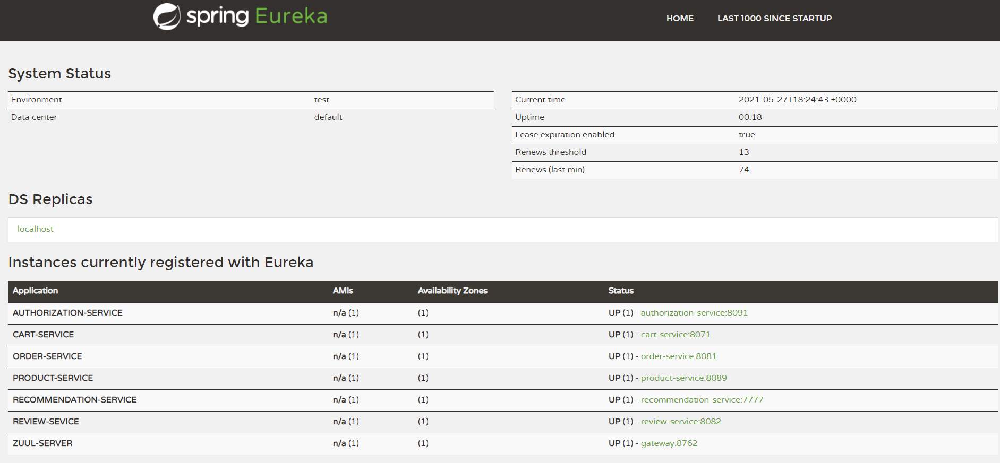 spring Eureka
HOME LAST 1000 SINCE STARTUP
System Status
Environment test
Data center default
Current time 2021-05-27T18:24:43 +0000
Uptime 00:18
Lease expiration enabled true
Renews threshold 13
Renews (last min) 74
DS Replicas
localhost
Instances currently registered with Eureka
Application AMIs Availability Zones Status
AUTHORIZATION-SERVICE n/a (1) (1) UP (1) - authorization-service:8091
CART-SERVICE n/a (1) (1) UP (1) - cart-service:8071
ORDER-SERVICE n/a (1) (1) UP (1) - order-service:8081
PRODUCT-SERVICE n/a (1) (1) UP (1) - product-service:8089
RECOMMENDATION-SERVICE n/a (1) (1) UP (1) - recommendation-service:7777
REVIEW-SEVICE n/a (1) (1) UP (1) - review-service:8082
ZUUL-SERVER n/a (1) (1) UP (1) - gateway:8762